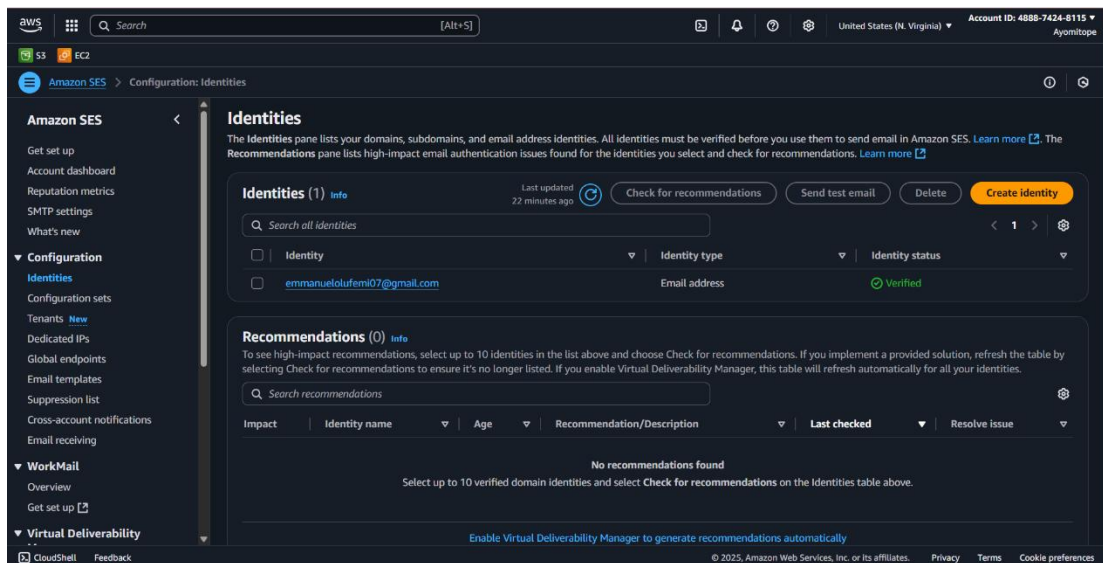 aws
Search [Alt+S]
United States (N. Virginia)
Account ID: 4888-7424-8115
Ayomitope
S3 EC2
Amazon SES > Configuration: Identities
Amazon SES
Get set up
Account dashboard
Reputation metrics
SMTP settings
What's new
Configuration
Identities
Configuration sets
Tenants New
Dedicated IPs
Global endpoints
Email templates
Suppression list
Cross-account notifications
Email receiving
WorkMail
Overview
Get set up
Virtual Deliverability
Identities
The Identities pane lists your domains, subdomains, and email address identities. All identities must be verified before you use them to send email in Amazon SES. Learn more. The
Recommendations pane lists high-impact email authentication issues found for the identities you select and check for recommendations. Learn more
Identities (1) Info
Last updated
22 minutes ago
Check for recommendations
Send test email
Delete
Create identity
Search all identities
1
Identity Identity type Identity status
emmanuelolufemi07@gmail.com Email address Verified
Recommendations (0) Info
To see high-impact recommendations, select up to 10 identities in the list above and choose Check for recommendations. If you implement a provided solution, refresh the table by
selecting Check for recommendations to ensure it's no longer listed. If you enable Virtual Deliverability Manager, this table will refresh automatically for all your identities.
Search recommendations
Impact Identity name Age Recommendation/Description Last checked Resolve issue
No recommendations found
Select up to 10 verified domain identities and select Check for recommendations on the Identities table above.
Enable Virtual Deliverability Manager to generate recommendations automatically
CloudShell Feedback
© 2025, Amazon Web Services, Inc. or its affiliates. Privacy Terms Cookie preferences